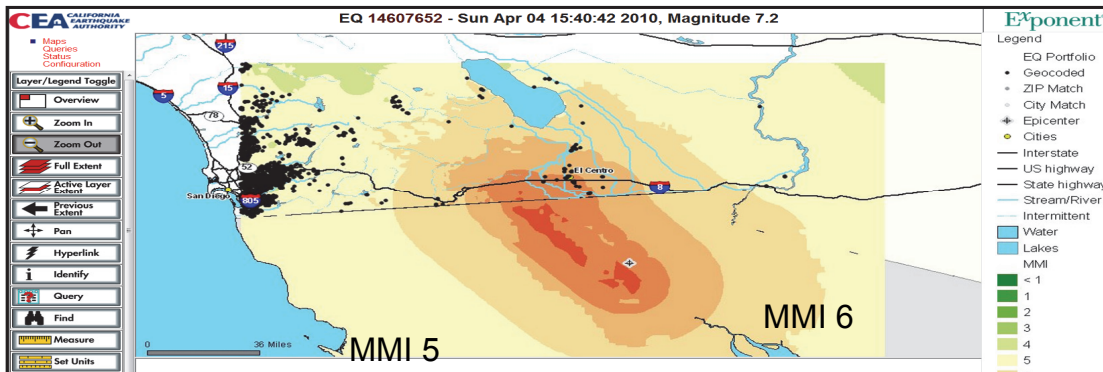 CEA CALIFORNIA EARTHQUAKE AUTHORITY
EQ 14607652 - Sun Apr 04 15:40:42 2010, Magnitude 7.2
Exponent
Maps
Queries
Status
Configuration
Layer/Legend Toggle
Overview
Zoom In
Zoom Out
Full Extent
Active Layer Extent
Previous Extent
Pan
Hyperlink
Identify
Query
Find
Measure
Set Units
215
5
15
78
52
San Diego
805
El Centro
8
MMI 6
MMI 5
0 36 Miles
Legend
EQ Portfolio
Geocoded
ZIP Match
City Match
Epicenter
Cities
Interstate
US highway
State highway
Stream/River
Intermittent
Water
Lakes
MMI
< 1
1
2
3
4
5